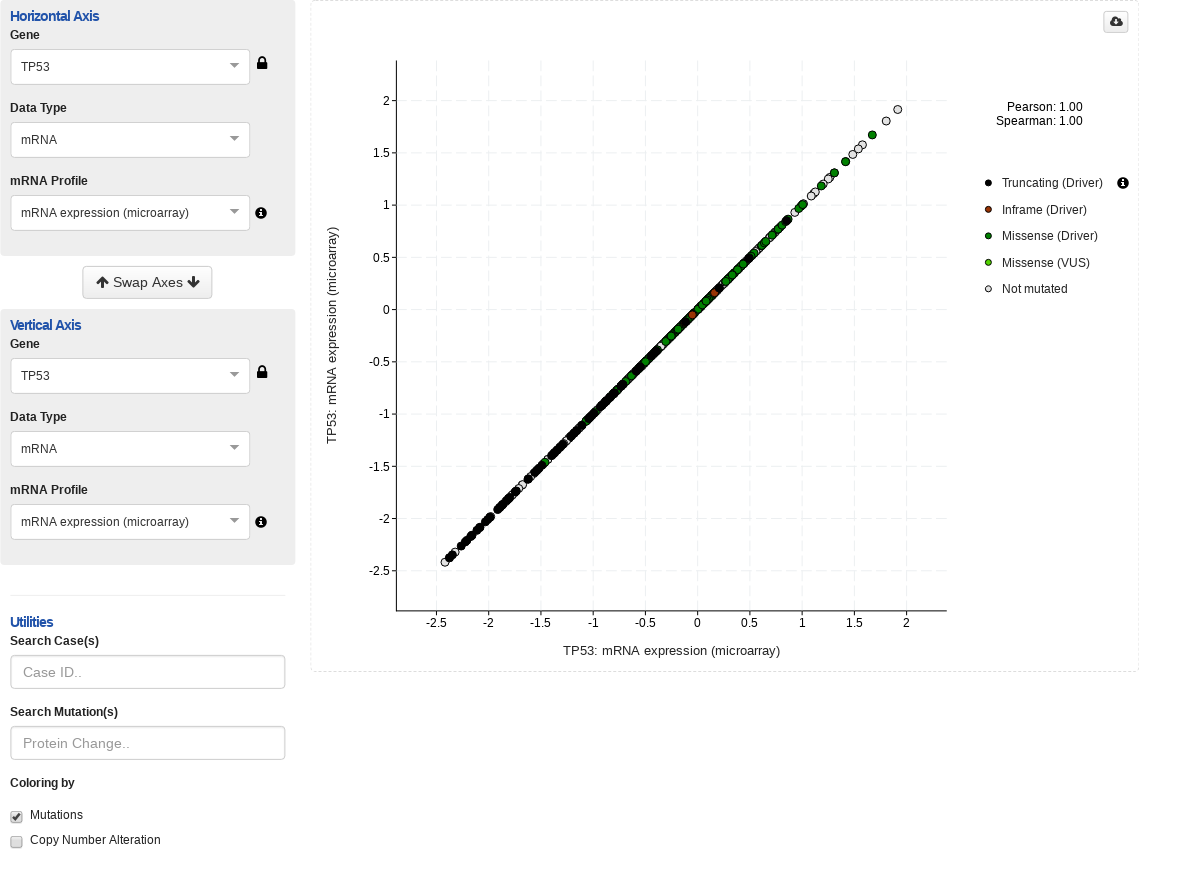 Horizontal Axis
Gene
TP53
Data Type
mRNA
mRNA Profile
mRNA expression (microarray)
Swap Axes
Vertical Axis
Gene
TP53
Data Type
mRNA
mRNA Profile
mRNA expression (microarray)
Utilities
Search Case(s)
Case ID..
Search Mutation(s)
Protein Change..
Coloring by
Mutations
Copy Number Alteration
TP53: mRNA expression (microarray)
2
1.5
1
0.5
0
-0.5
-1
-1.5
-2
-2.5
-2.5 -2 -1.5 -1 -0.5 0 0.5 1 1.5 2
TP53: mRNA expression (microarray)
Pearson: 1.00
Spearman: 1.00
Truncating (Driver)
Inframe (Driver)
Missense (Driver)
Missense (VUS)
Not mutated